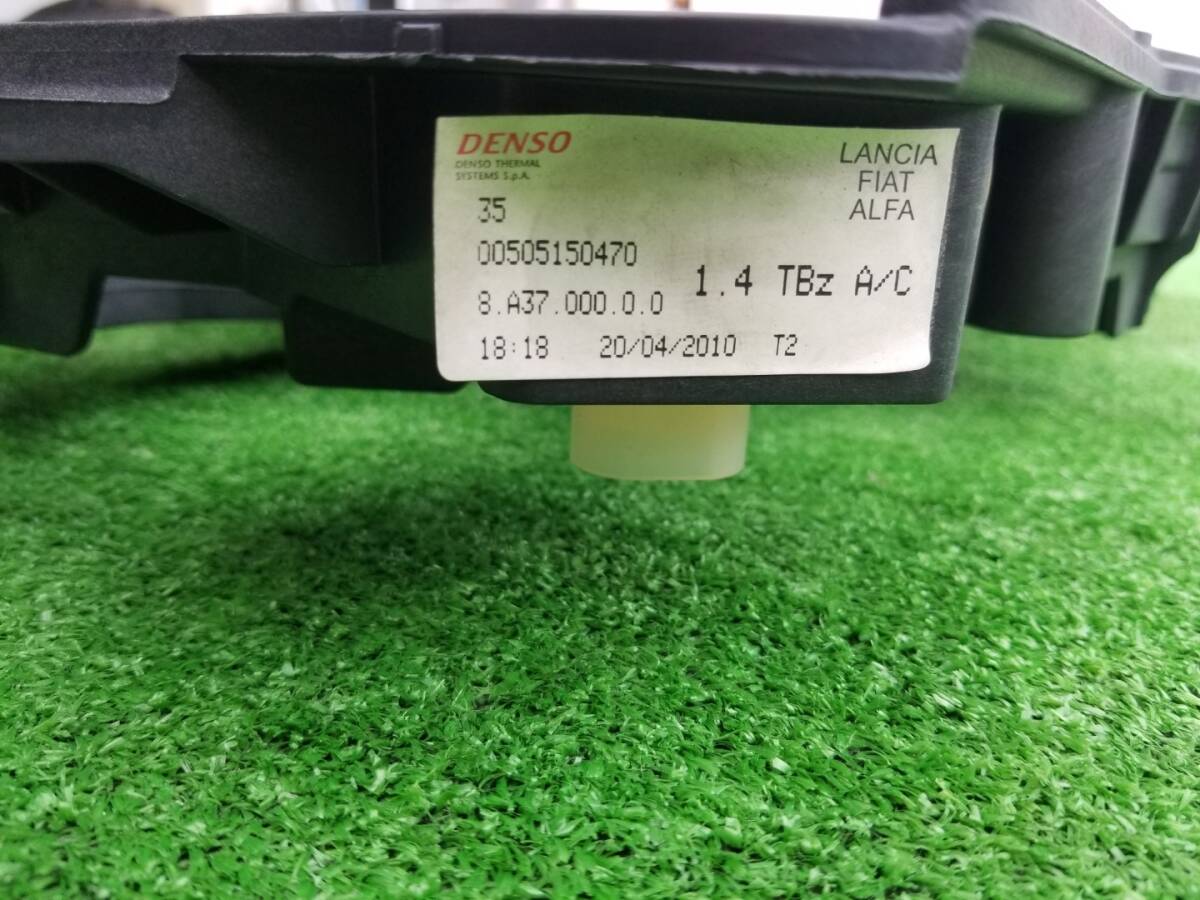 DENSO
DENSO THERMAL
SYSTEMS S.p.A.
LANCIA
FIAT
ALFA
35
00505150470
8.A37.000.0.0
1.4 TBz A/C
18:18 20/04/2010 T2